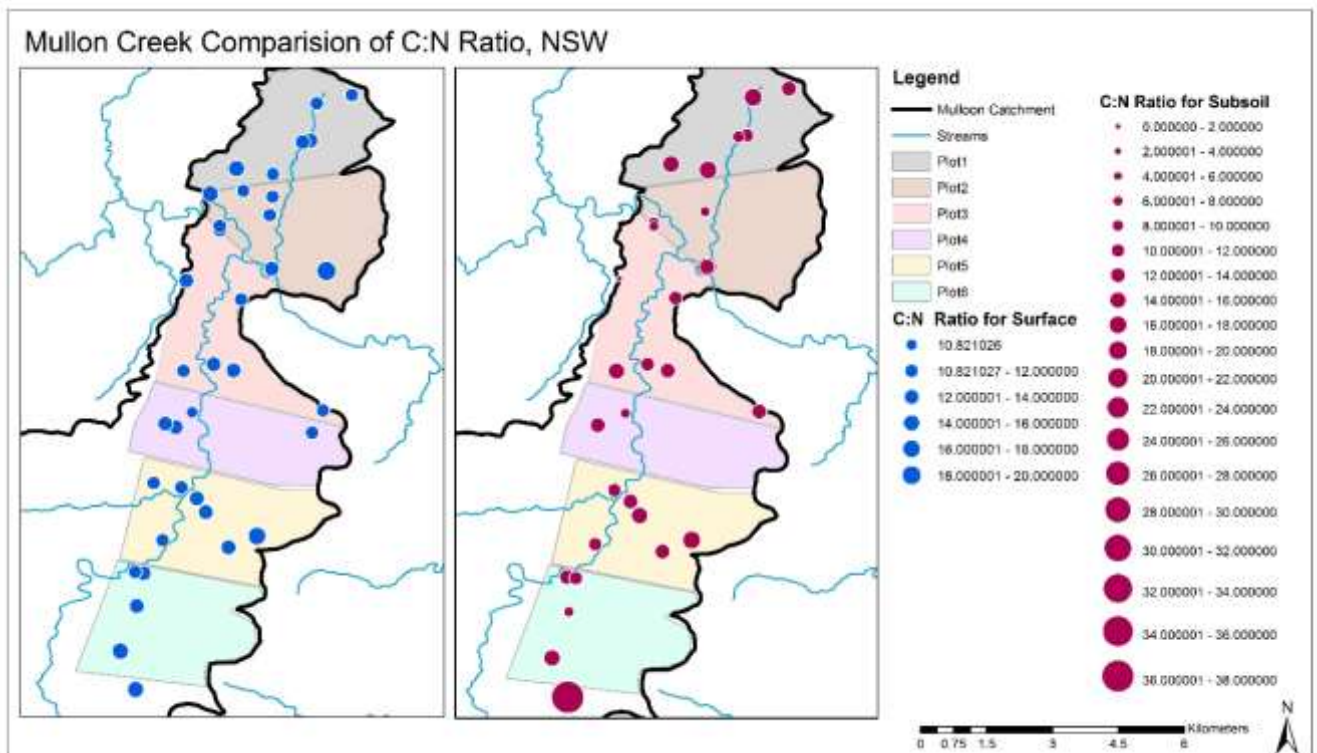 Mullon Creek Comparision of C:N Ratio, NSW
Legend
Mulloon Catchment
Streams
Plot1
Plot2
Plot3
Plot4
Plot5
Plot6
C:N Ratio for Surface
10.821026
10.821027 - 12.000000
12.000001 - 14.000000
14.000001 - 16.000000
16.000001 - 18.000000
18.000001 - 20.000000
C:N Ratio for Subsoil
0.000000 - 2.000000
2.000001 - 4.000000
4.000001 - 6.000000
6.000001 - 8.000000
8.000001 - 10.000000
10.000001 - 12.000000
12.000001 - 14.000000
14.000001 - 16.000000
16.000001 - 18.000000
18.000001 - 20.000000
20.000001 - 22.000000
22.000001 - 24.000000
24.000001 - 26.000000
26.000001 - 28.000000
28.000001 - 30.000000
30.000001 - 32.000000
32.000001 - 34.000000
34.000001 - 36.000000
36.000001 - 38.000000
N
Kilometers
0 0.75 1.5 3 4.5 6